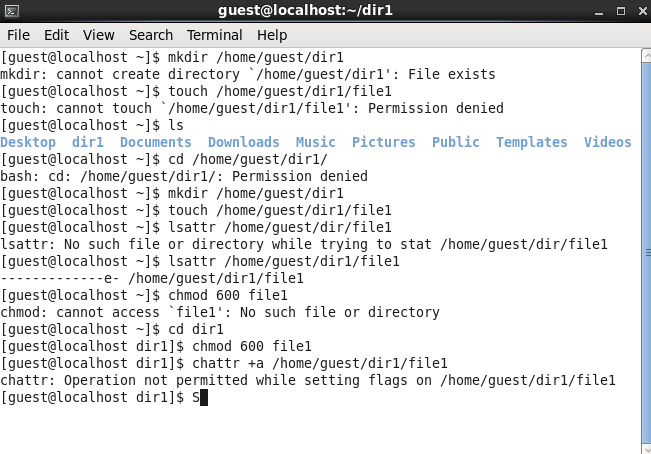 guest@localhost:~/dir1
File Edit View Search Terminal Help
[guest@localhost ~]$ mkdir /home/guest/dir1
mkdir: cannot create directory `/home/guest/dir1': File exists
[guest@localhost ~]$ touch /home/guest/dir1/file1
touch: cannot touch `/home/guest/dir1/file1': Permission denied
[guest@localhost ~]$ ls
Desktop dir1 Documents Downloads Music Pictures Public Templates Videos
[guest@localhost ~]$ cd /home/guest/dir1/
bash: cd: /home/guest/dir1/: Permission denied
[guest@localhost ~]$ mkdir /home/guest/dir1
[guest@localhost ~]$ touch /home/guest/dir1/file1
[guest@localhost ~]$ lsattr /home/guest/dir/file1
lsattr: No such file or directory while trying to stat /home/guest/dir/file1
[guest@localhost ~]$ lsattr /home/guest/dir1/file1
-------------e- /home/guest/dir1/file1
[guest@localhost ~]$ chmod 600 file1
chmod: cannot access `file1': No such file or directory
[guest@localhost ~]$ cd dir1
[guest@localhost dir1]$ chmod 600 file1
[guest@localhost dir1]$ chattr +a /home/guest/dir1/file1
chattr: Operation not permitted while setting flags on /home/guest/dir1/file1
[guest@localhost dir1]$ S